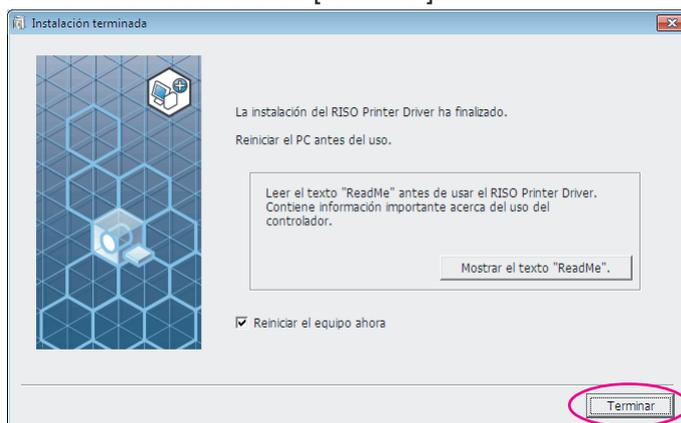 Instalación terminada
La instalación del RISO Printer Driver ha finalizado.
Reiniciar el PC antes del uso.
Leer el texto "ReadMe" antes de usar el RISO Printer Driver.
Contiene información importante acerca del uso del
controlador.
Mostrar el texto "ReadMe".
Reiniciar el equipo ahora
Terminar